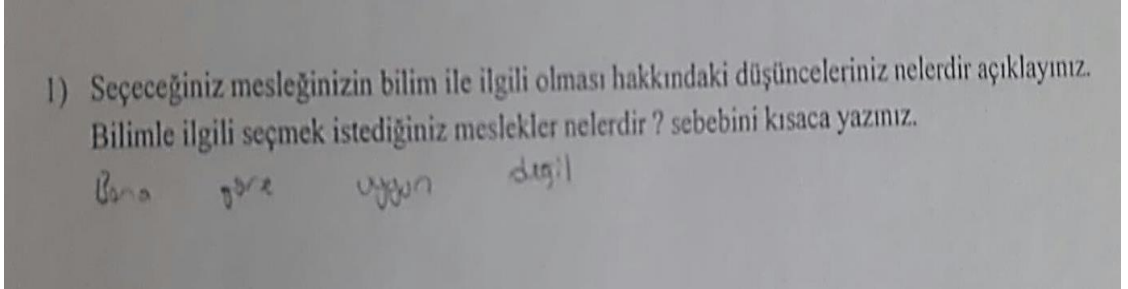 1) Seçeceğiniz mesleğinizin bilim ile ilgili olması hakkındaki düşünceleriniz nelerdir açıklayınız.
Bilimle ilgili seçmek istediğiniz meslekler nelerdir ? sebebini kısaca yazınız.
Bana göre uygun degil